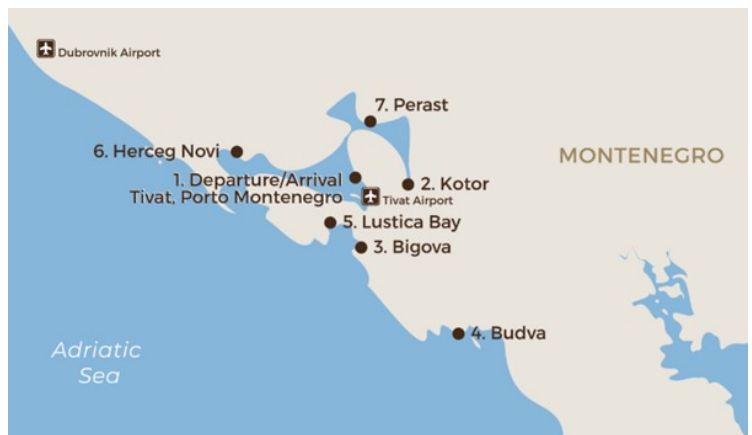 Dubrovnik Airport
7. Perast
6. Herceg Novi
MONTENEGRO
1. Departure/Arrival
Tivat, Porto Montenegro
2. Kotor
Tivat Airport
5. Lustica Bay
3. Bigova
4. Budva
Adriatic
Sea